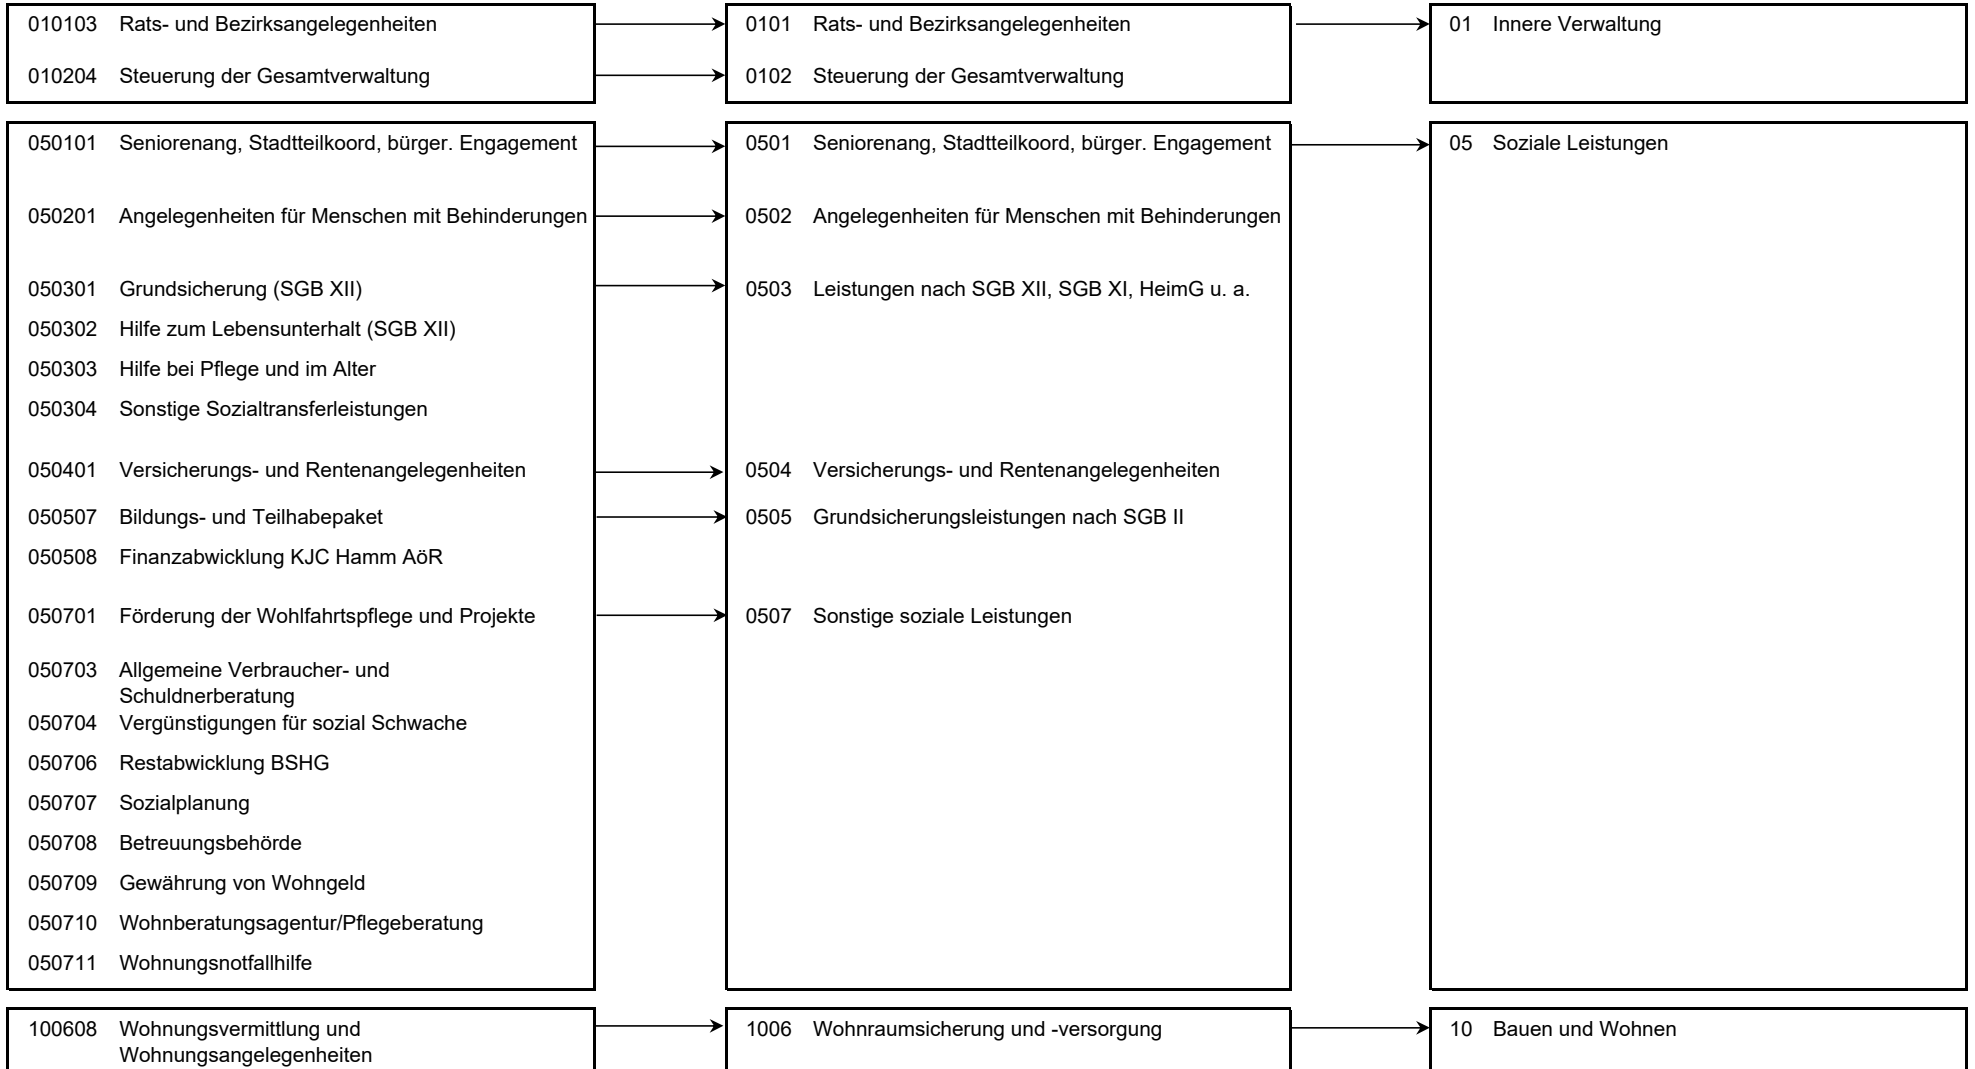 010103 Rats- und Bezirksangelegenheiten 0101 Rats- und Bezirksangelegenheiten 01 Innere Verwaltung
010204 Steuerung der Gesamtverwaltung 0102 Steuerung der Gesamtverwaltung
050101 Seniorenang, Stadtteilkoord, bürger. Engagement 0501 Seniorenang, Stadtteilkoord, bürger. Engagement 05 Soziale Leistungen
050201 Angelegenheiten für Menschen mit Behinderungen 0502 Angelegenheiten für Menschen mit Behinderungen
050301 Grundsicherung (SGB XII) 0503 Leistungen nach SGB XII, SGB XI, HeimG u. a.
050302 Hilfe zum Lebensunterhalt (SGB XII)
050303 Hilfe bei Pflege und im Alter
050304 Sonstige Sozialtransferleistungen
050401 Versicherungs- und Rentenangelegenheiten 0504 Versicherungs- und Rentenangelegenheiten
050507 Bildungs- und Teilhabepaket 0505 Grundsicherungsleistungen nach SGB II
050508 Finanzabwicklung KJC Hamm AöR
050701 Förderung der Wohlfahrtspflege und Projekte 0507 Sonstige soziale Leistungen
050703 Allgemeine Verbraucher- und
Schuldnerberatung
050704 Vergünstigungen für sozial Schwache
050706 Restabwicklung BSHG
050707 Sozialplanung
050708 Betreuungsbehörde
050709 Gewährung von Wohngeld
050710 Wohnberatungsagentur/Pflegeberatung
050711 Wohnungsnotfallhilfe
100608 Wohnungsvermittlung und 1006 Wohnraumsicherung und -versorgung 10 Bauen und Wohnen
Wohnungsangelegenheiten